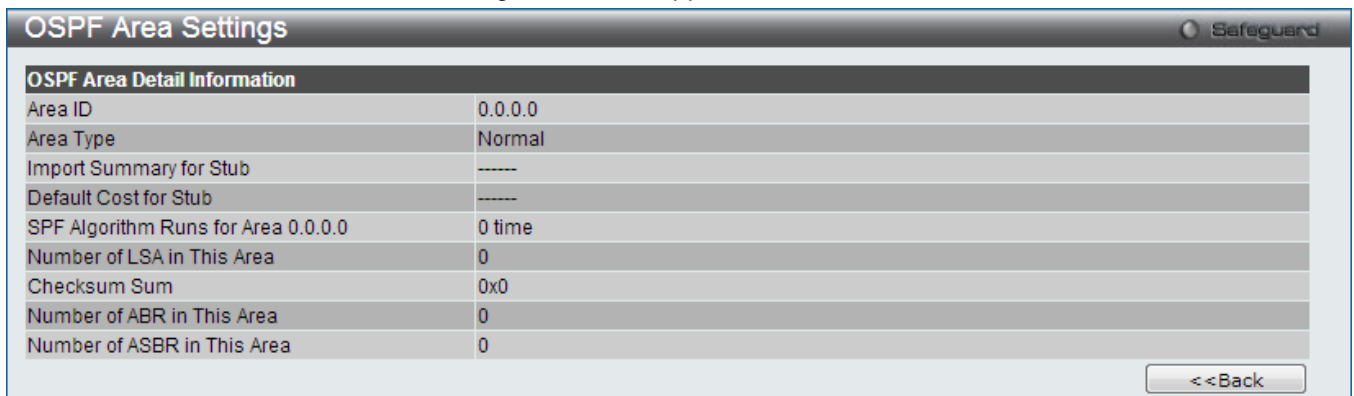 OSPF Area Settings
Safeguard
OSPF Area Detail Information
Area ID 0.0.0.0
Area Type Normal
Import Summary for Stub ------
Default Cost for Stub ------
SPF Algorithm Runs for Area 0.0.0.0 0 time
Number of LSA in This Area 0
Checksum Sum 0x0
Number of ABR in This Area 0
Number of ASBR in This Area 0
<<Back